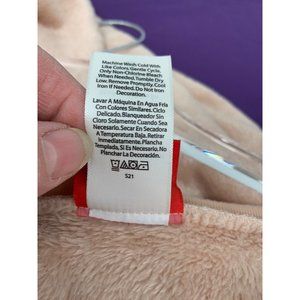 Machine Wash Cold With
Like Colors, Gentle Cycle,
Only Non-Chlorine Bleach
When Needed, Tumble Dry
Low, Remove Promptly, Cool
Iron If Needed. Do Not Iron
Decoration.
Lavar A Máquina En Agua Fría
Con Colores Similares. Ciclo
Delicado. Blanqueador Sin
Cloro Solamente Cuando Sea
Necesario. Secar En Secadora
A Temperatura Baja. Retirar
Inmediatamente. Plancha
Templada, Si Es Necesario. No
Planchar La Decoración.
S21